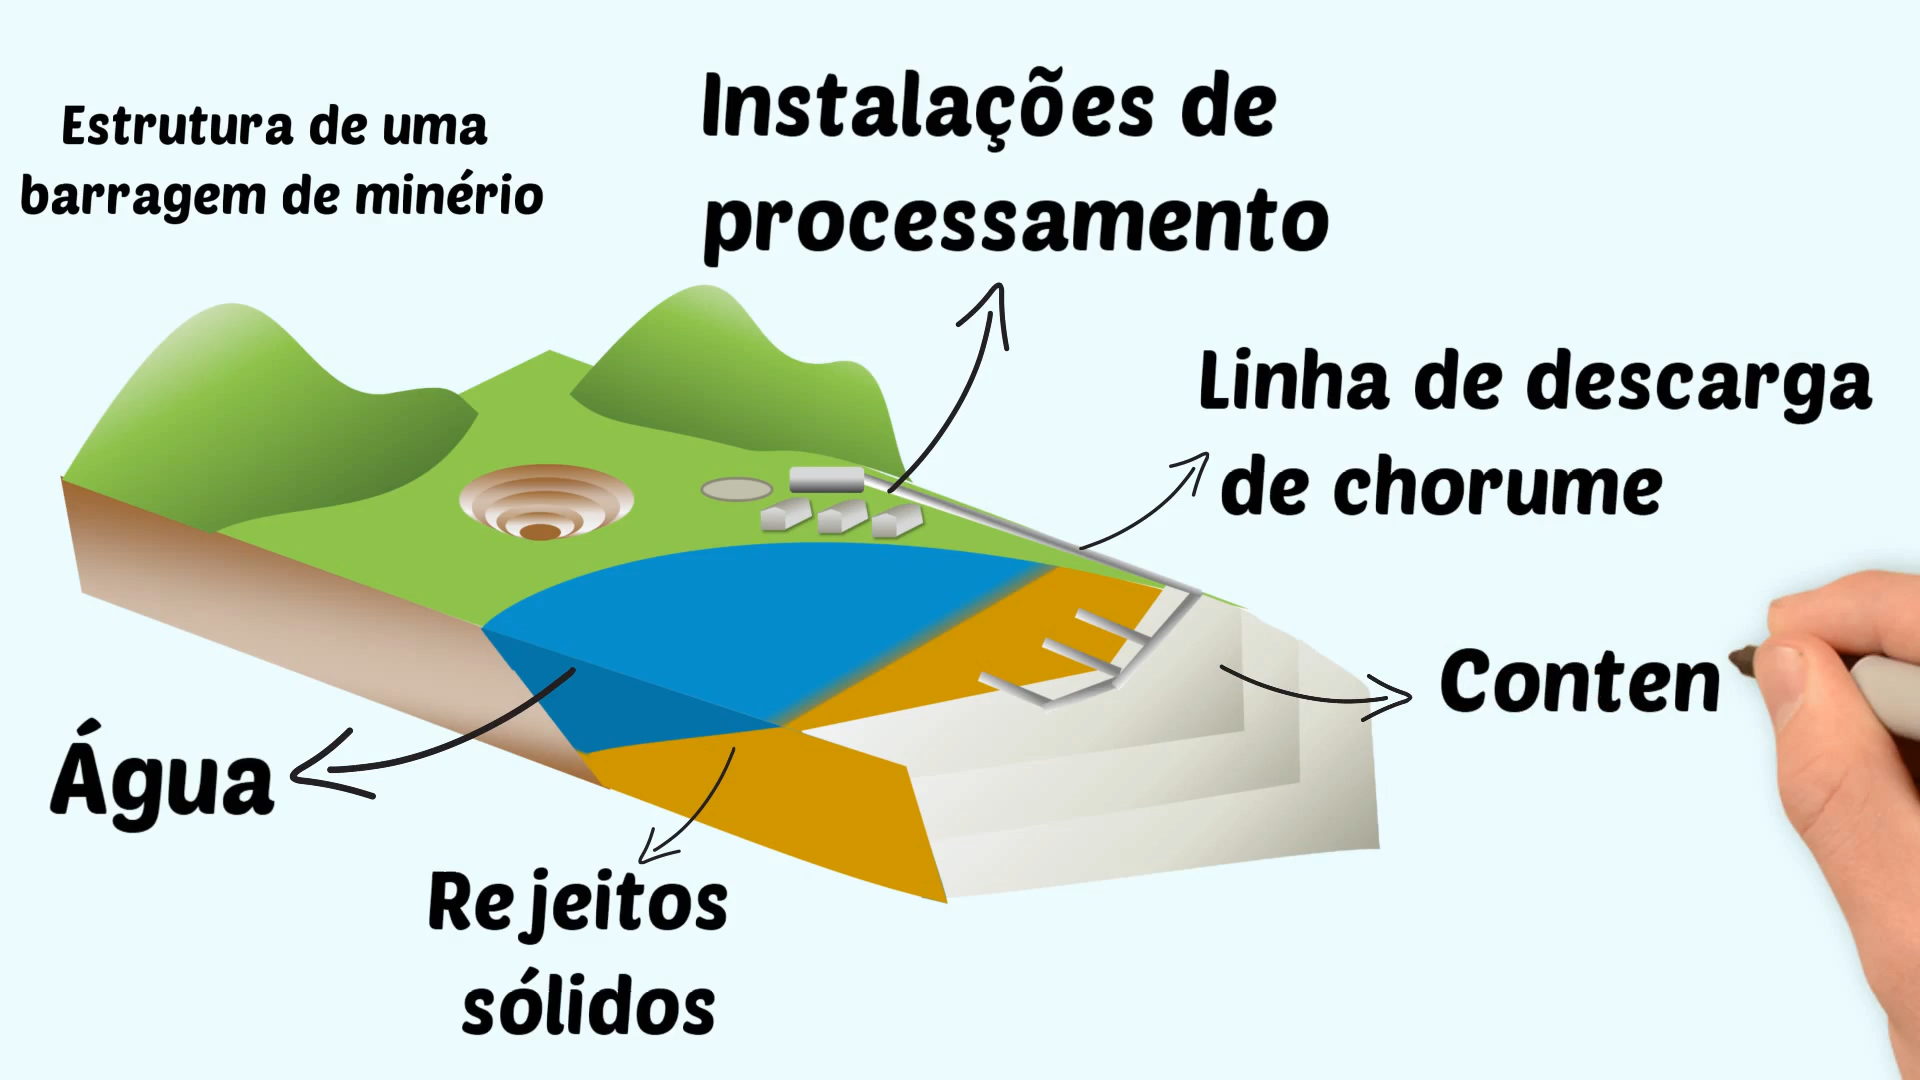 Estrutura de uma
barragem de minério
Instalações de
processamento
Linha de descarga
de chorume
Conten
Água
Rejeitos
sólidos